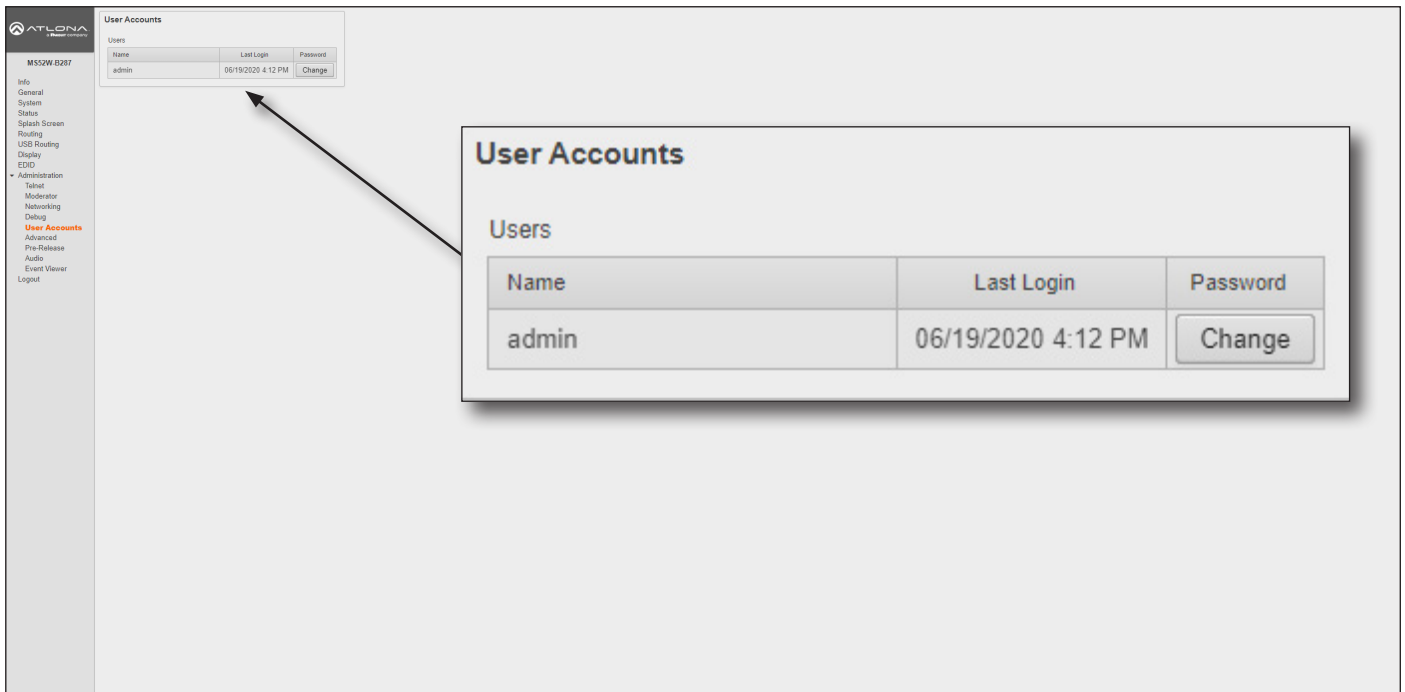 ATLONA
a Panduit company
MS52W-B287
Info
General
System
Status
Splash Screen
Routing
USB Routing
Display
EDID
Administration
Telnet
Moderator
Networking
Debug
User Accounts
Advanced
Pre-Release
Audio
Event Viewer
Logout
User Accounts
Users
Name Last Login Password
admin 06/19/2020 4:12 PM Change
User Accounts
Users
Name Last Login Password
admin 06/19/2020 4:12 PM Change